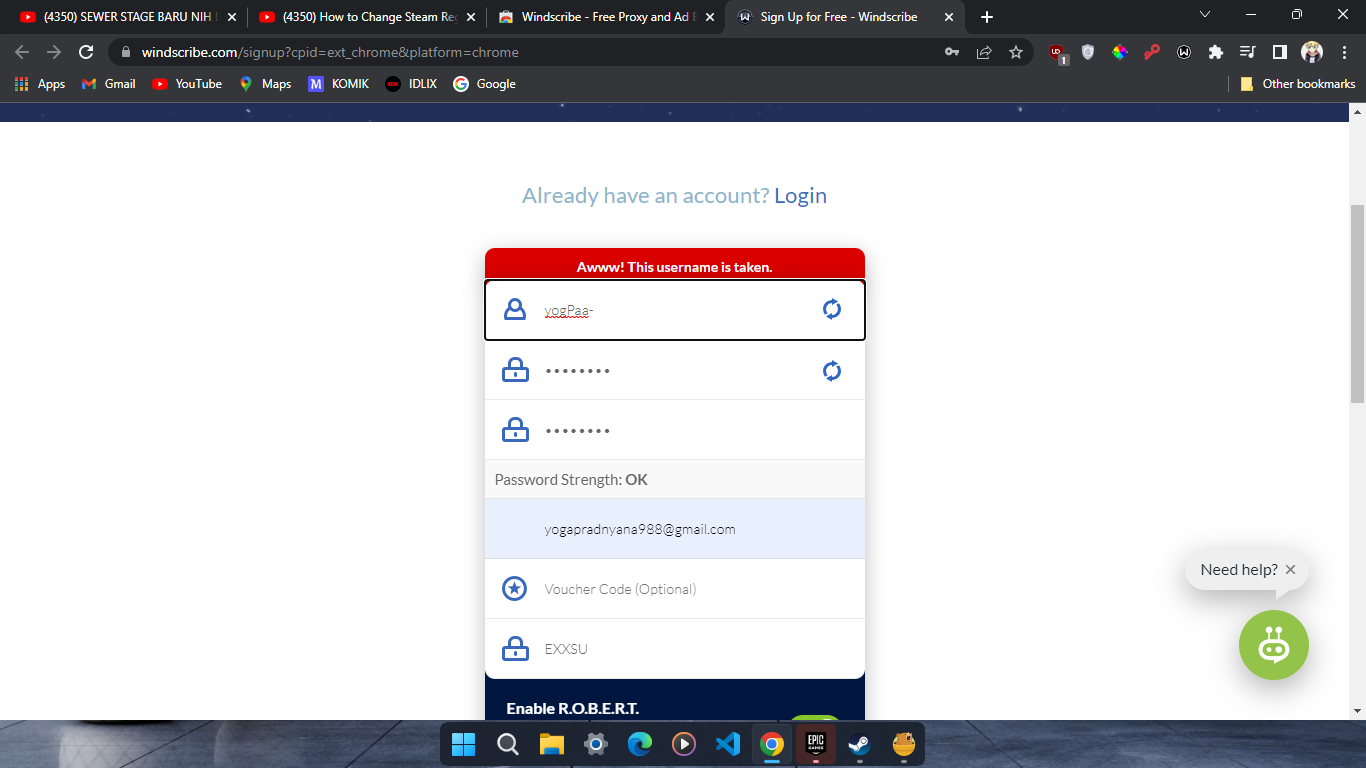 (4350) SEWER STAGE BARU NIH
(4350) How to Change Steam Reg
Windscribe - Free Proxy and Ad B
Sign Up for Free - Windscribe
windscribe.com/signup?cpid=ext_chrome&platform=chrome
1
Apps
Gmail
YouTube
Maps
M KOMIK
IDLIX
Google
Other bookmarks
Already have an account? Login
Awww! This username is taken.
yogPaa-
Password Strength: OK
yogapradnyana988@gmail.com
Voucher Code (Optional)
EXXSU
Need help?
Enable R.O.B.E.R.T.
EPIC
GAMES